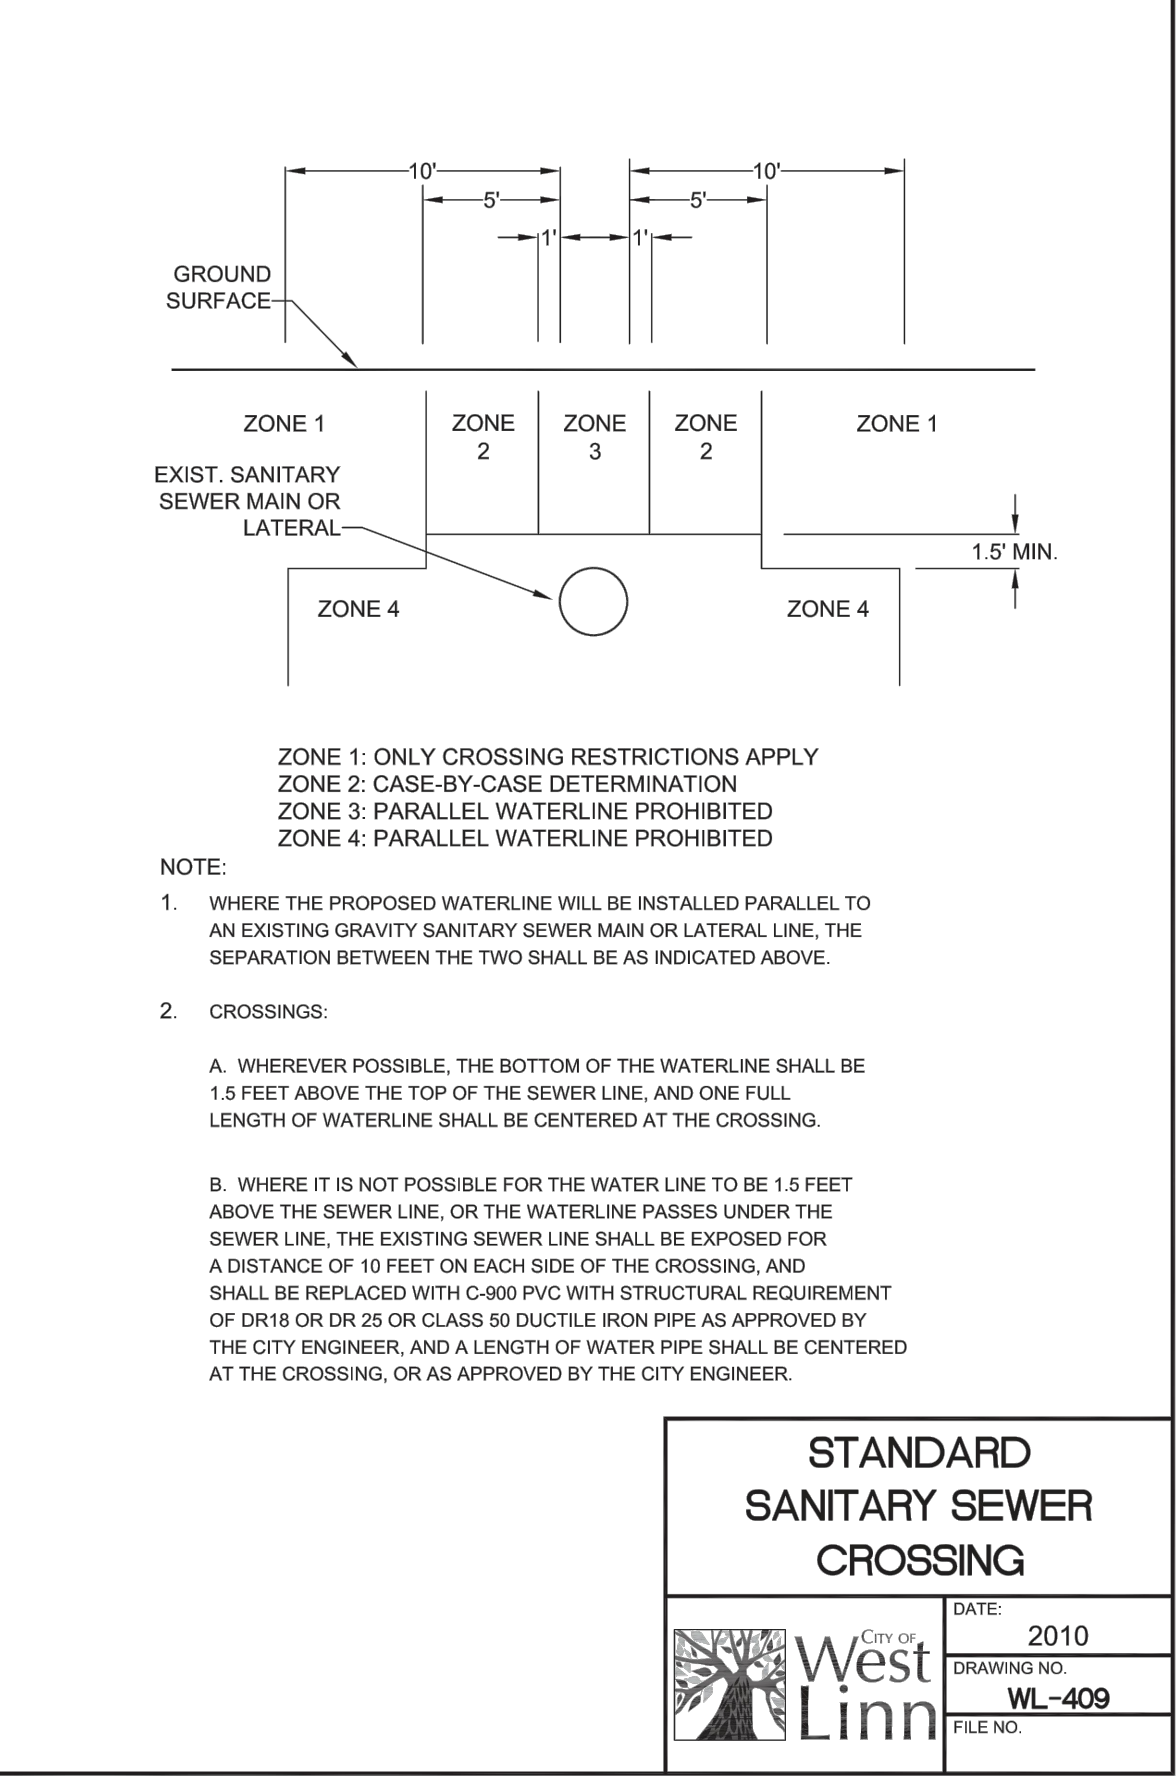 10'
10'
5'
5'
1'
1'
GROUND
SURFACE
ZONE 1
ZONE
2
ZONE
3
ZONE
2
ZONE 1
EXIST. SANITARY
SEWER MAIN OR
LATERAL
1.5' MIN.
ZONE 4
ZONE 4
ZONE 1: ONLY CROSSING RESTRICTIONS APPLY
ZONE 2: CASE-BY-CASE DETERMINATION
ZONE 3: PARALLEL WATERLINE PROHIBITED
ZONE 4: PARALLEL WATERLINE PROHIBITED
NOTE:
1. WHERE THE PROPOSED WATERLINE WILL BE INSTALLED PARALLEL TO
AN EXISTING GRAVITY SANITARY SEWER MAIN OR LATERAL LINE, THE
SEPARATION BETWEEN THE TWO SHALL BE AS INDICATED ABOVE.
2. CROSSINGS:
A. WHEREVER POSSIBLE, THE BOTTOM OF THE WATERLINE SHALL BE
1.5 FEET ABOVE THE TOP OF THE SEWER LINE, AND ONE FULL
LENGTH OF WATERLINE SHALL BE CENTERED AT THE CROSSING.
B. WHERE IT IS NOT POSSIBLE FOR THE WATER LINE TO BE 1.5 FEET
ABOVE THE SEWER LINE, OR THE WATERLINE PASSES UNDER THE
SEWER LINE, THE EXISTING SEWER LINE SHALL BE EXPOSED FOR
A DISTANCE OF 10 FEET ON EACH SIDE OF THE CROSSING, AND
SHALL BE REPLACED WITH C-900 PVC WITH STRUCTURAL REQUIREMENT
OF DR18 OR DR 25 OR CLASS 50 DUCTILE IRON PIPE AS APPROVED BY
THE CITY ENGINEER, AND A LENGTH OF WATER PIPE SHALL BE CENTERED
AT THE CROSSING, OR AS APPROVED BY THE CITY ENGINEER.
STANDARD
SANITARY SEWER
CROSSING
CITY OF
West
Linn
DATE:
2010
DRAWING NO.
WL-409
FILE NO.